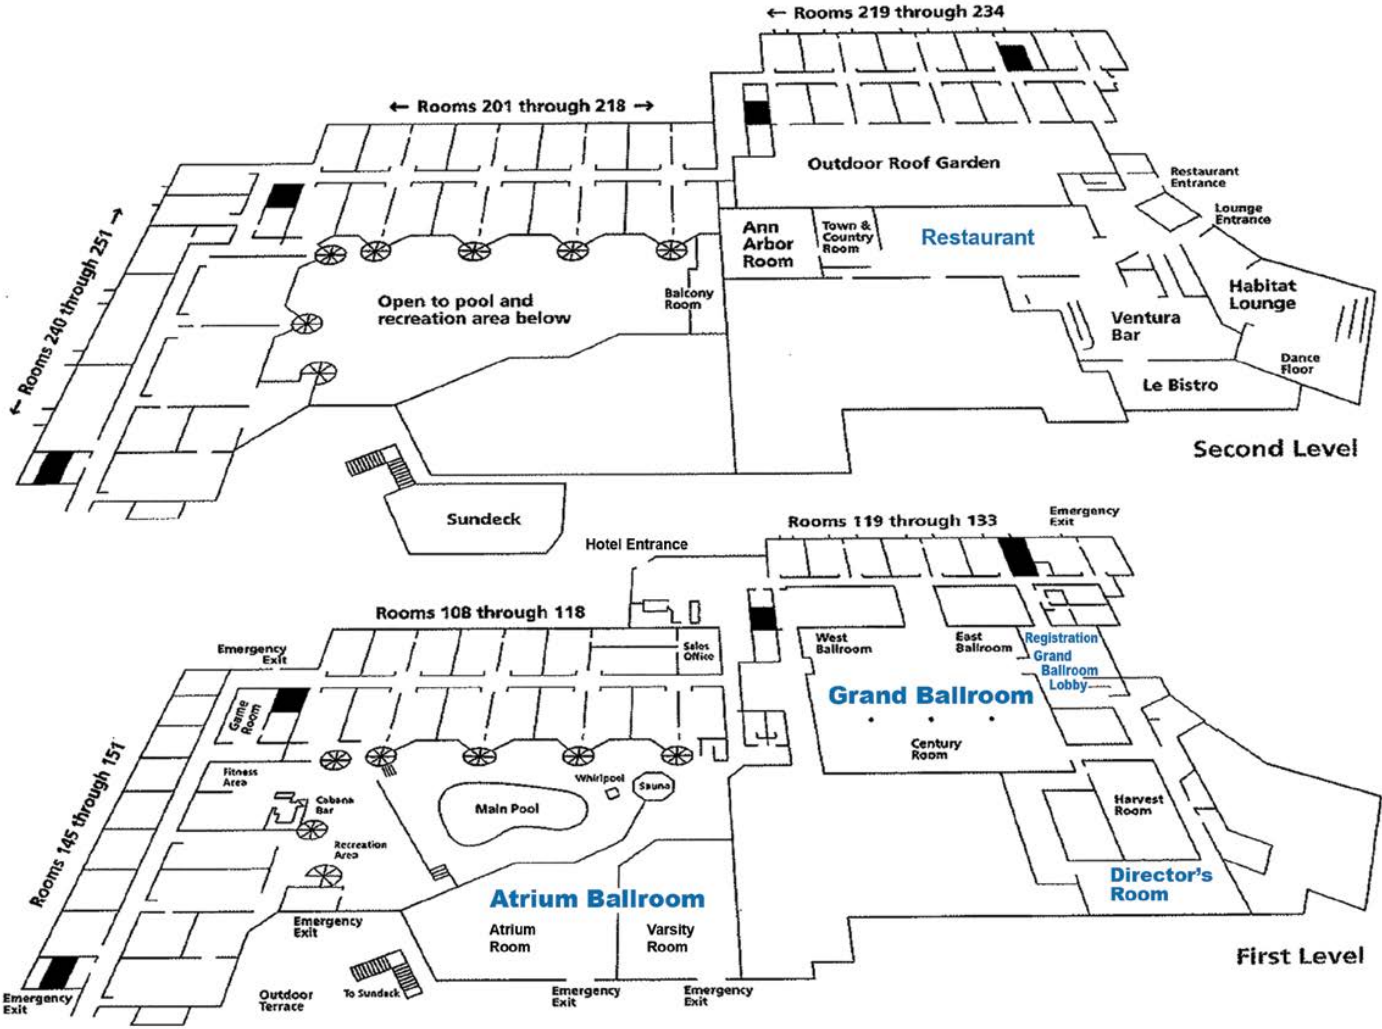 ← Rooms 219 through 234
← Rooms 201 through 218 →
Outdoor Roof Garden
Restaurant
Entrance
Lounge
Entrance
Ann
Arbor
Room
Town &
Country
Room
Restaurant
← Rooms 240 through 251 →
Open to pool and
recreation area below
Balcony
Room
Habitat
Lounge
Ventura
Bar
Dance
Floor
Le Bistro
Second Level
Sundeck
Rooms 119 through 133
Emergency
Exit
Hotel Entrance
Rooms 108 through 118
Emergency
Exit
Sales
Office
West
Ballroom
East
Ballroom
Registration
Grand
Ballroom
Lobby
Grand Ballroom
Game
Room
Century
Room
Rooms 145 through 151
Fitness
Area
Cabana
Bar
Whirlpool
Sauna
Main Pool
Harvest
Room
Recreation
Area
Director's
Room
Atrium Ballroom
Emergency
Exit
Atrium
Room
Varsity
Room
First Level
Emergency
Exit
Outdoor
Terrace
To Sundeck
Emergency
Exit
Emergency
Exit